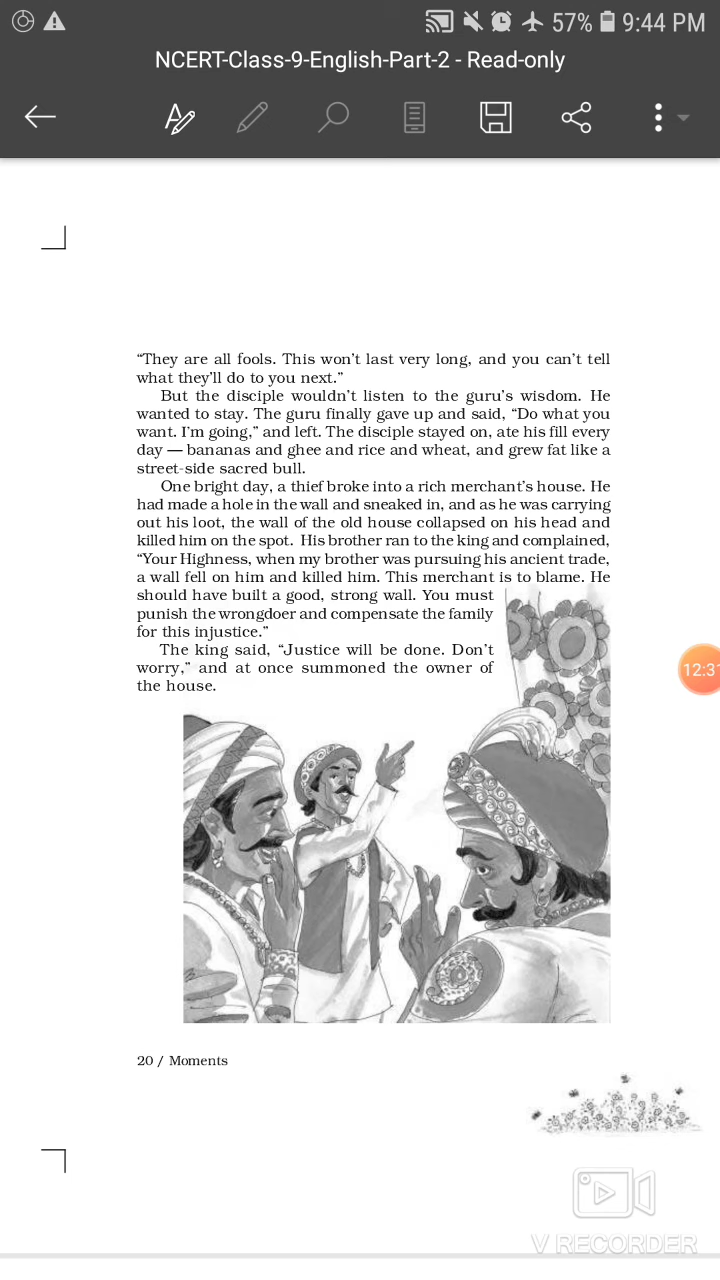 57% 9:44 PM
NCERT-Class-9-English-Part-2 - Read-only
“They are all fools. This won’t last very long, and you can’t tell
what they’ll do to you next.”
But the disciple wouldn’t listen to the guru’s wisdom. He
wanted to stay. The guru finally gave up and said, “Do what you
want. I’m going,” and left. The disciple stayed on, ate his fill every
day — bananas and ghee and rice and wheat, and grew fat like a
street-side sacred bull.
One bright day, a thief broke into a rich merchant’s house. He
had made a hole in the wall and sneaked in, and as he was carrying
out his loot, the wall of the old house collapsed on his head and
killed him on the spot. His brother ran to the king and complained,
“Your Highness, when my brother was pursuing his ancient trade,
a wall fell on him and killed him. This merchant is to blame. He
should have built a good, strong wall. You must
punish the wrongdoer and compensate the family
for this injustice.”
The king said, “Justice will be done. Don’t
worry,” and at once summoned the owner of
the house.
20 / Moments
V RECORDER